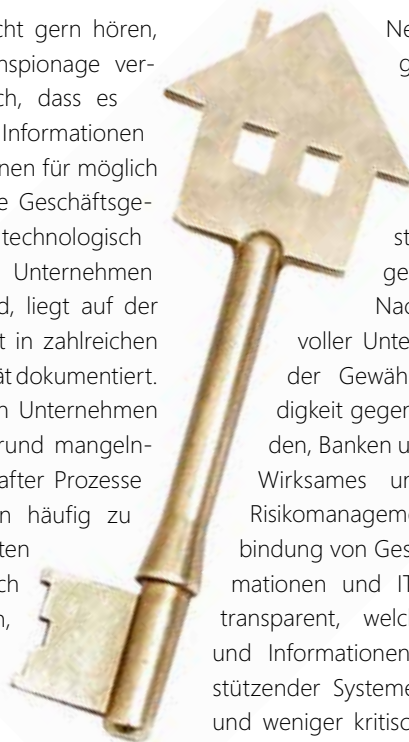 cht gern hören,
nspionage ver-
ch, dass es
Informationen
nen für möglich
e Geschäftsge-
technologisch
Unternehmen
d, liegt auf der
t in zahlreichen
ät dokumentiert.
n Unternehmen
rund mangeln-
after Prozesse
n häufig zu
ten
ch
n,
Ne
g
st
ge
Nac
voller Unte
der Gewäh
digkeit gegen
den, Banken u
Wirksames un
Risikomanageme
bindung von Ges
mationen und IT
transparent, welc
und Informationen
stützender Systeme
und weniger kritisc